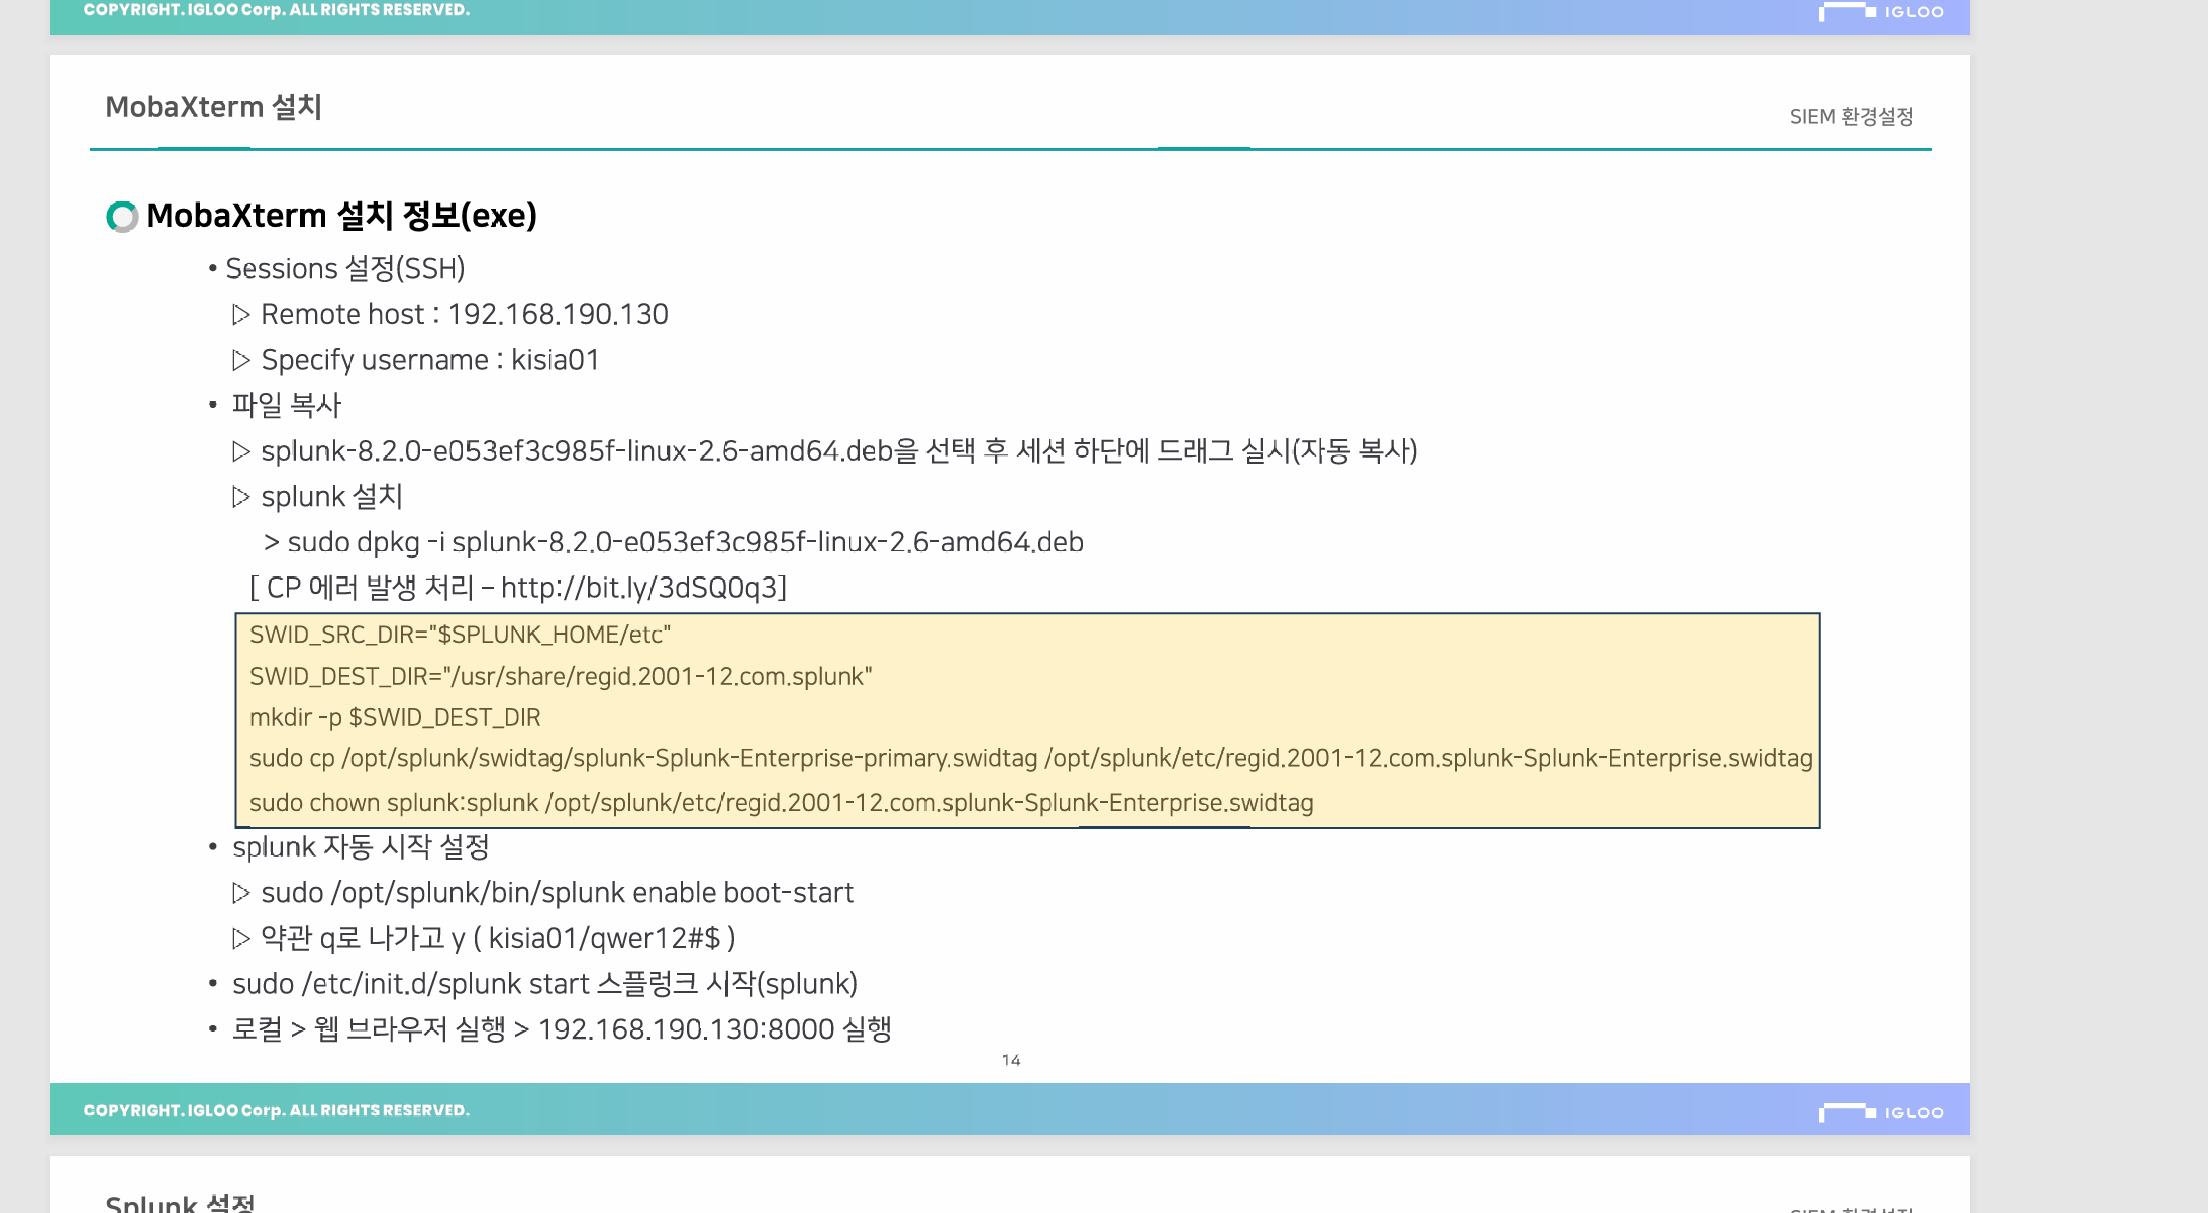 COPYRIGHT. IGLOO Corp. ALL RIGHTS RESERVED.
IGLOO
MobaXterm 설치
SIEM 환경설정
MobaXterm 설치 정보(exe)
• Sessions 설정(SSH)
▷ Remote host : 192.168.190.130
▷ Specify username : kisia01
• 파일 복사
▷ splunk-8.2.0-e053ef3c985f-linux-2.6-amd64.deb을 선택 후 세션 하단에 드래그 실시(자동 복사)
▷ splunk 설치
> sudo dpkg -i splunk-8.2.0-e053ef3c985f-linux-2.6-amd64.deb
[ CP 에러 발생 처리 – http://bit.ly/3dSQ0q3]
SWID_SRC_DIR="$SPLUNK_HOME/etc"
SWID_DEST_DIR="/usr/share/regid.2001-12.com.splunk"
mkdir -p $SWID_DEST_DIR
sudo cp /opt/splunk/swidtag/splunk-Splunk-Enterprise-primary.swidtag /opt/splunk/etc/regid.2001-12.com.splunk-Splunk-Enterprise.swidtag
sudo chown splunk:splunk /opt/splunk/etc/regid.2001-12.com.splunk-Splunk-Enterprise.swidtag
• splunk 자동 시작 설정
▷ sudo /opt/splunk/bin/splunk enable boot-start
▷ 약관 q로 나가고 y ( kisia01/qwer12#$ )
• sudo /etc/init.d/splunk start 스플렁크 시작(splunk)
• 로컬 > 웹 브라우저 실행 > 192.168.190.130:8000 실행
14
COPYRIGHT. IGLOO Corp. ALL RIGHTS RESERVED.
IGLOO
Splunk 설정
SIEM 환경설정